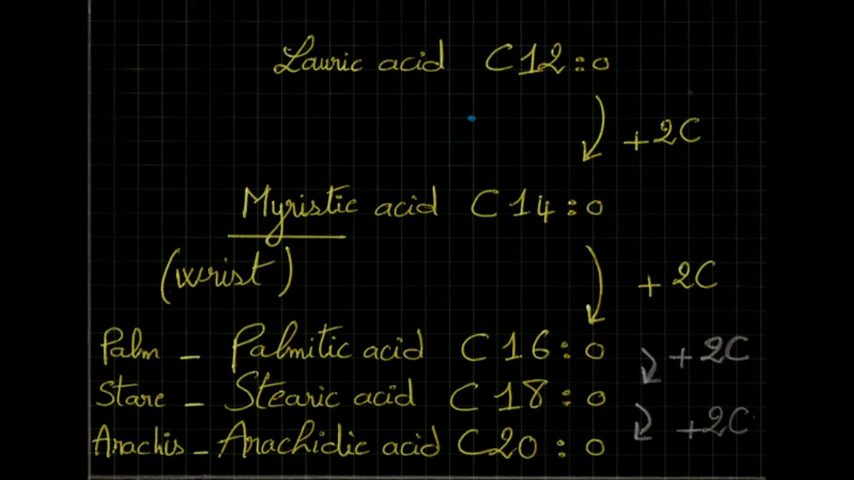 Lauric acid C12:0
+2C
Myristic acid C14:0
(wrist)
+2C
Palm - Palmitic acid C16:0
+2C
Stare - Stearic acid C18:0
+2C
Arachis - Arachidic acid C20:0